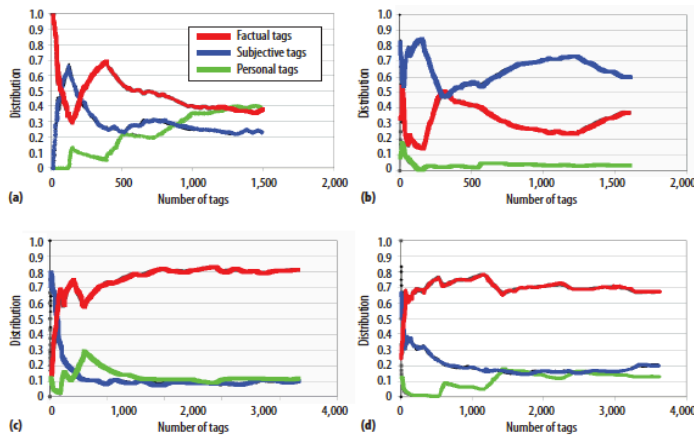 1.0
0.9
0.8
0.7
0.6
0.5
0.4
0.3
0.2
0.1
0
Distribution
Factual tags
Subjective tags
Personal tags
0 500 1,000 1,500 2,000
(a) Number of tags
1.0
0.9
0.8
0.7
0.6
0.5
0.4
0.3
0.2
0.1
0
Distribution
0 500 1,000 1,500 2,000
(b) Number of tags
1.0
0.9
0.8
0.7
0.6
0.5
0.4
0.3
0.2
0.1
0
Distribution
0 1,000 2,000 3,000 4,000
(c) Number of tags
1.0
0.9
0.8
0.7
0.6
0.5
0.4
0.3
0.2
0.1
0
Distribution
0 1,000 2,000 3,000 4,000
(d) Number of tags